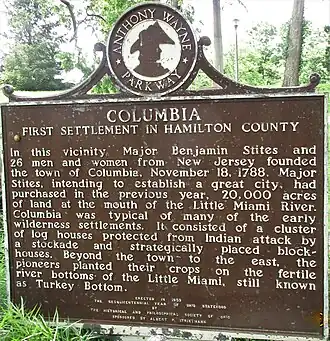 ANTHONY WAYNE
PARKWAY
COLUMBIA
FIRST SETTLEMENT IN HAMILTON COUNTY
In this vicinity, Major Benjamin Stites and
26 men and women from New Jersey founded
the town of Columbia, November 18, 1788. Major
Stites, intending to establish a great city, had
purchased in the previous year, 20,000 acres
of land at the mouth of the Little Miami River.
Columbia was typical of many of the early
wilderness settlements. It consisted of a cluster
of log houses protected from Indian attack by
a stockade and strategically placed block-
houses. Beyond the town to the east, the
pioneers planted their crops on the fertile
river bottoms of the Little Miami, still known
as Turkey Bottom.
ERECTED IN 1953
THE SESQUICENTENNIAL YEAR OF OHIO STATEHOOD
THE HISTORICAL AND PHILOSOPHICAL SOCIETY OF OHIO
SPONSORED BY ALBERT P. STRIETMANN